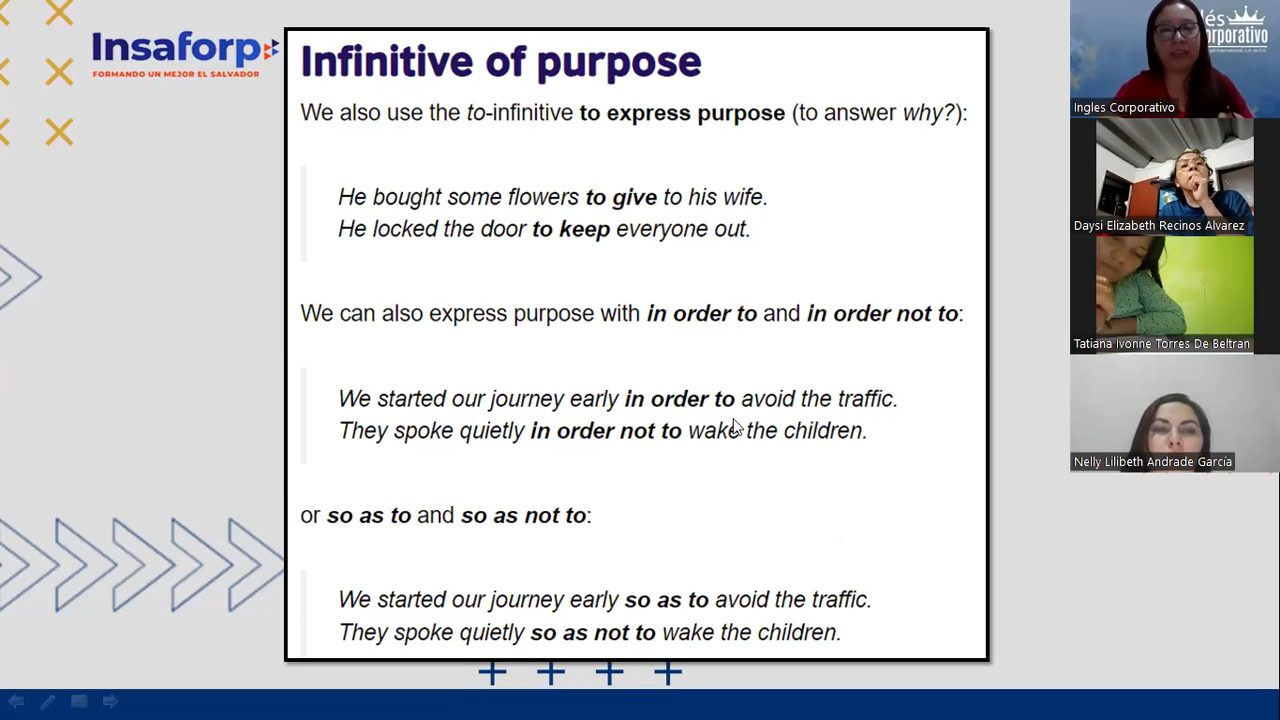 Insaforp
FORMANDO UN MEJOR EL SALVADOR
Infinitive of purpose
We also use the to-infinitive to express purpose (to answer why?):
He bought some flowers to give to his wife.
He locked the door to keep everyone out.
We can also express purpose with in order to and in order not to:
We started our journey early in order to avoid the traffic.
They spoke quietly in order not to wake the children.
or so as to and so as not to:
We started our journey early so as to avoid the traffic.
They spoke quietly so as not to wake the children.
Ingles Corporativo
Daysi Elizabeth Recinos Alvarez
Tatiana Ivonne Torres De Beltran
Nelly Lilibeth Andrade García